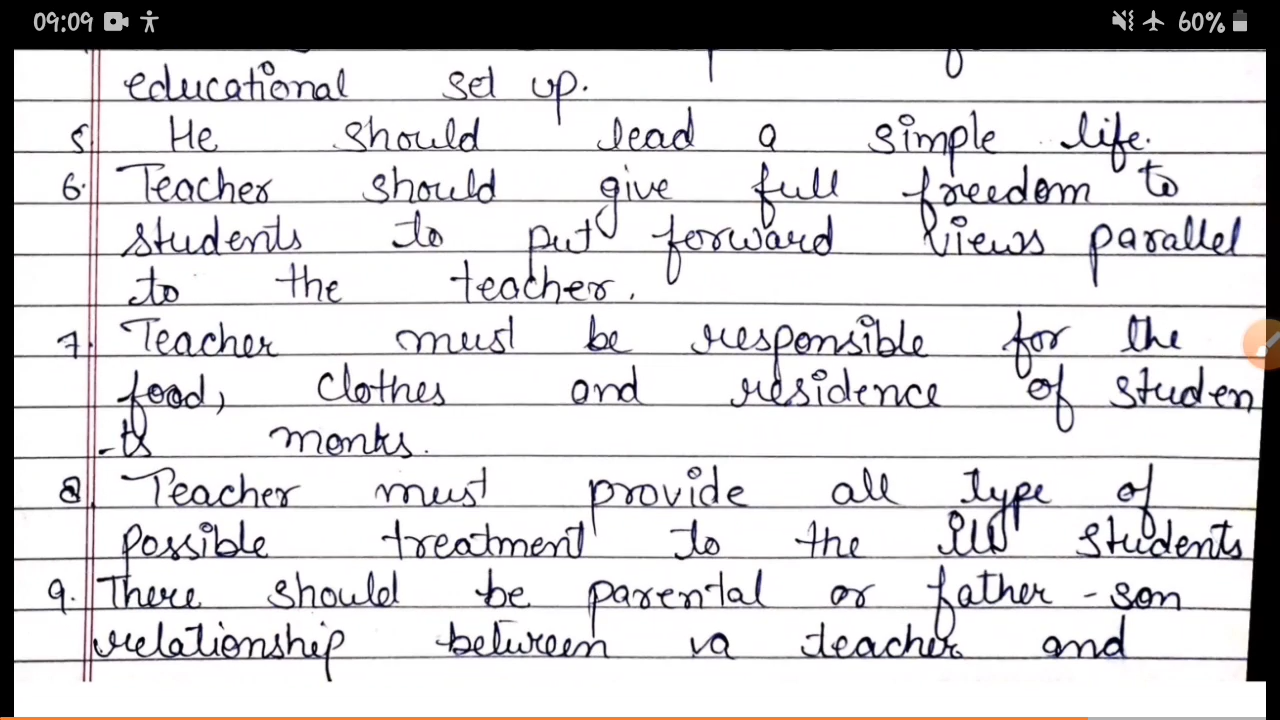 09:09 60%
educational set up.
5. He should lead a simple life.
6. Teacher should give full freedom to
students to put forward views parallel
to the teacher.
7. Teacher must be responsible for the
food, clothes and residence of studen
-ts monks.
8. Teacher must provide all type of
possible treatment to the ill students
9. There should be parental or father-son
relationship between a teacher and